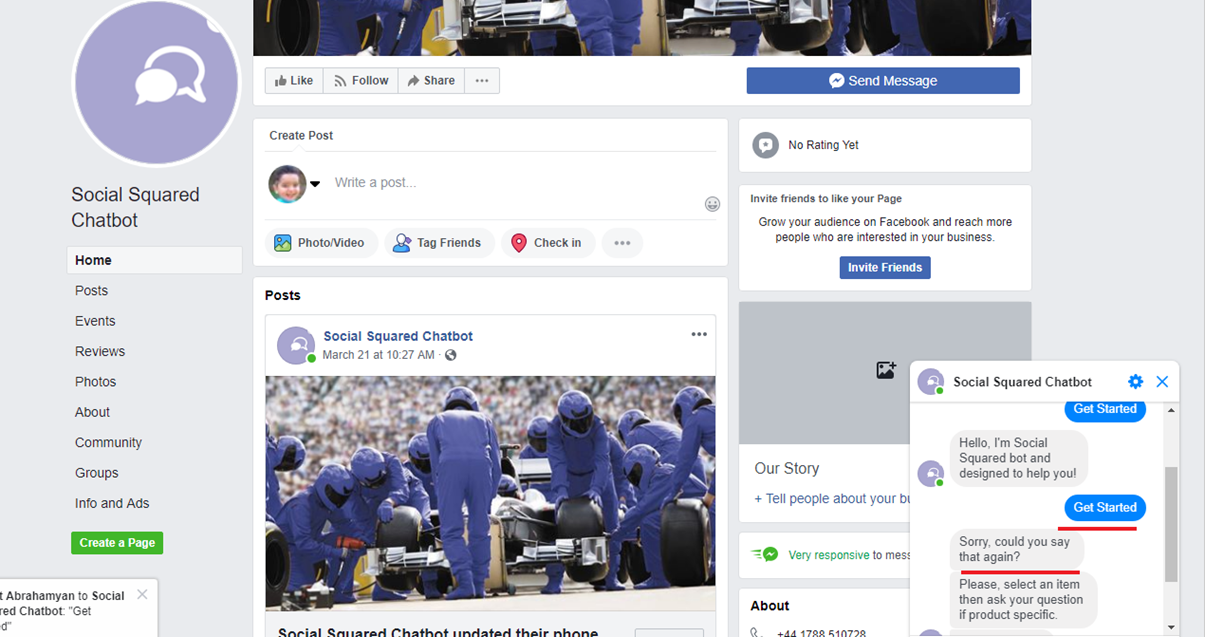 Like
Follow
Share
Send Message
Social Squared
Chatbot
Home
Posts
Events
Reviews
Photos
About
Community
Groups
Info and Ads
Create a Page
t Abrahamyan to Social
red Chatbot: "Get
d"
Create Post
Write a post...
Photo/Video
Tag Friends
Check in
Posts
Social Squared Chatbot
March 21 at 10:27 AM ·
Social Squared Chatbot updated their phone
No Rating Yet
Invite friends to like your Page
Grow your audience on Facebook and reach more
people who are interested in your business.
Invite Friends
Our Story
+ Tell people about your bu
Very responsive to mess
About
+44 1788 510728
Social Squared Chatbot
Get Started
Hello, I'm Social
Squared bot and
designed to help you!
Get Started
Sorry, could you say
that again?
Please, select an item
then ask your question
if product specific.